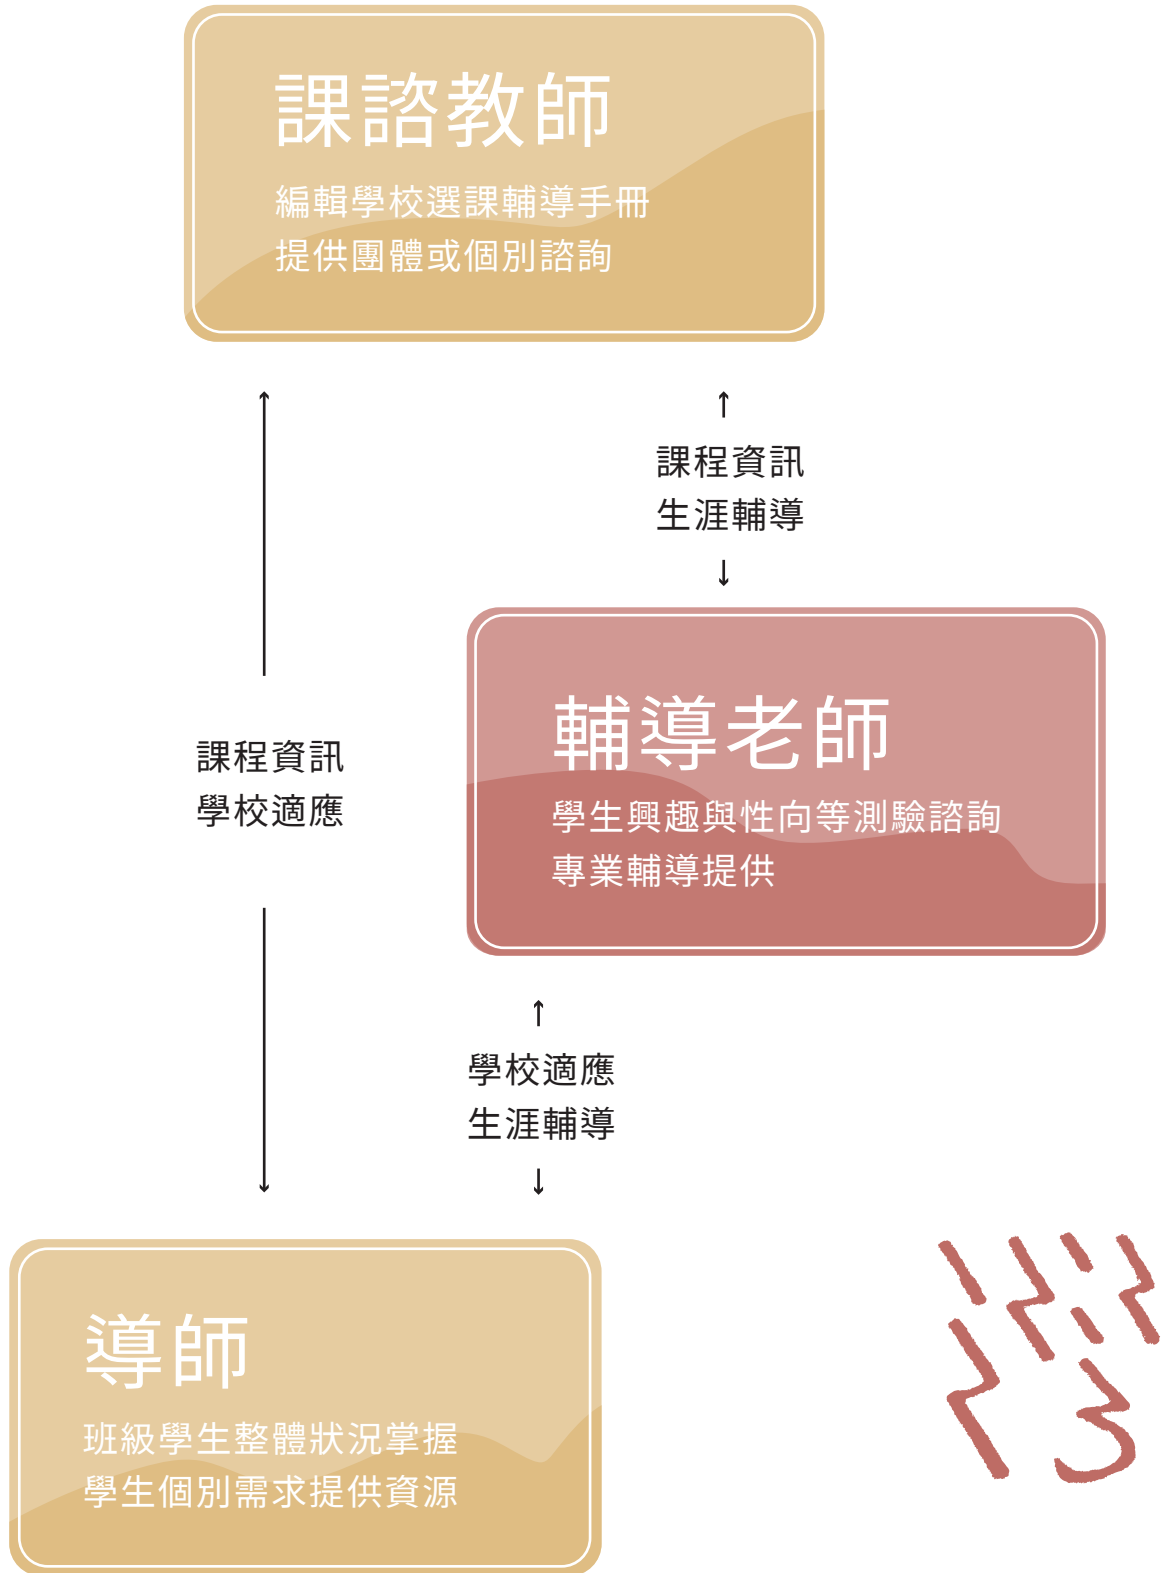 課諮教師
編輯學校選課輔導手冊
提供團體或個別諮詢
課程資訊
生涯輔導
輔導老師
學生興趣與性向等測驗諮詢
專業輔導提供
課程資訊
學校適應
學校適應
生涯輔導
導師
班級學生整體狀況掌握
學生個別需求提供資源